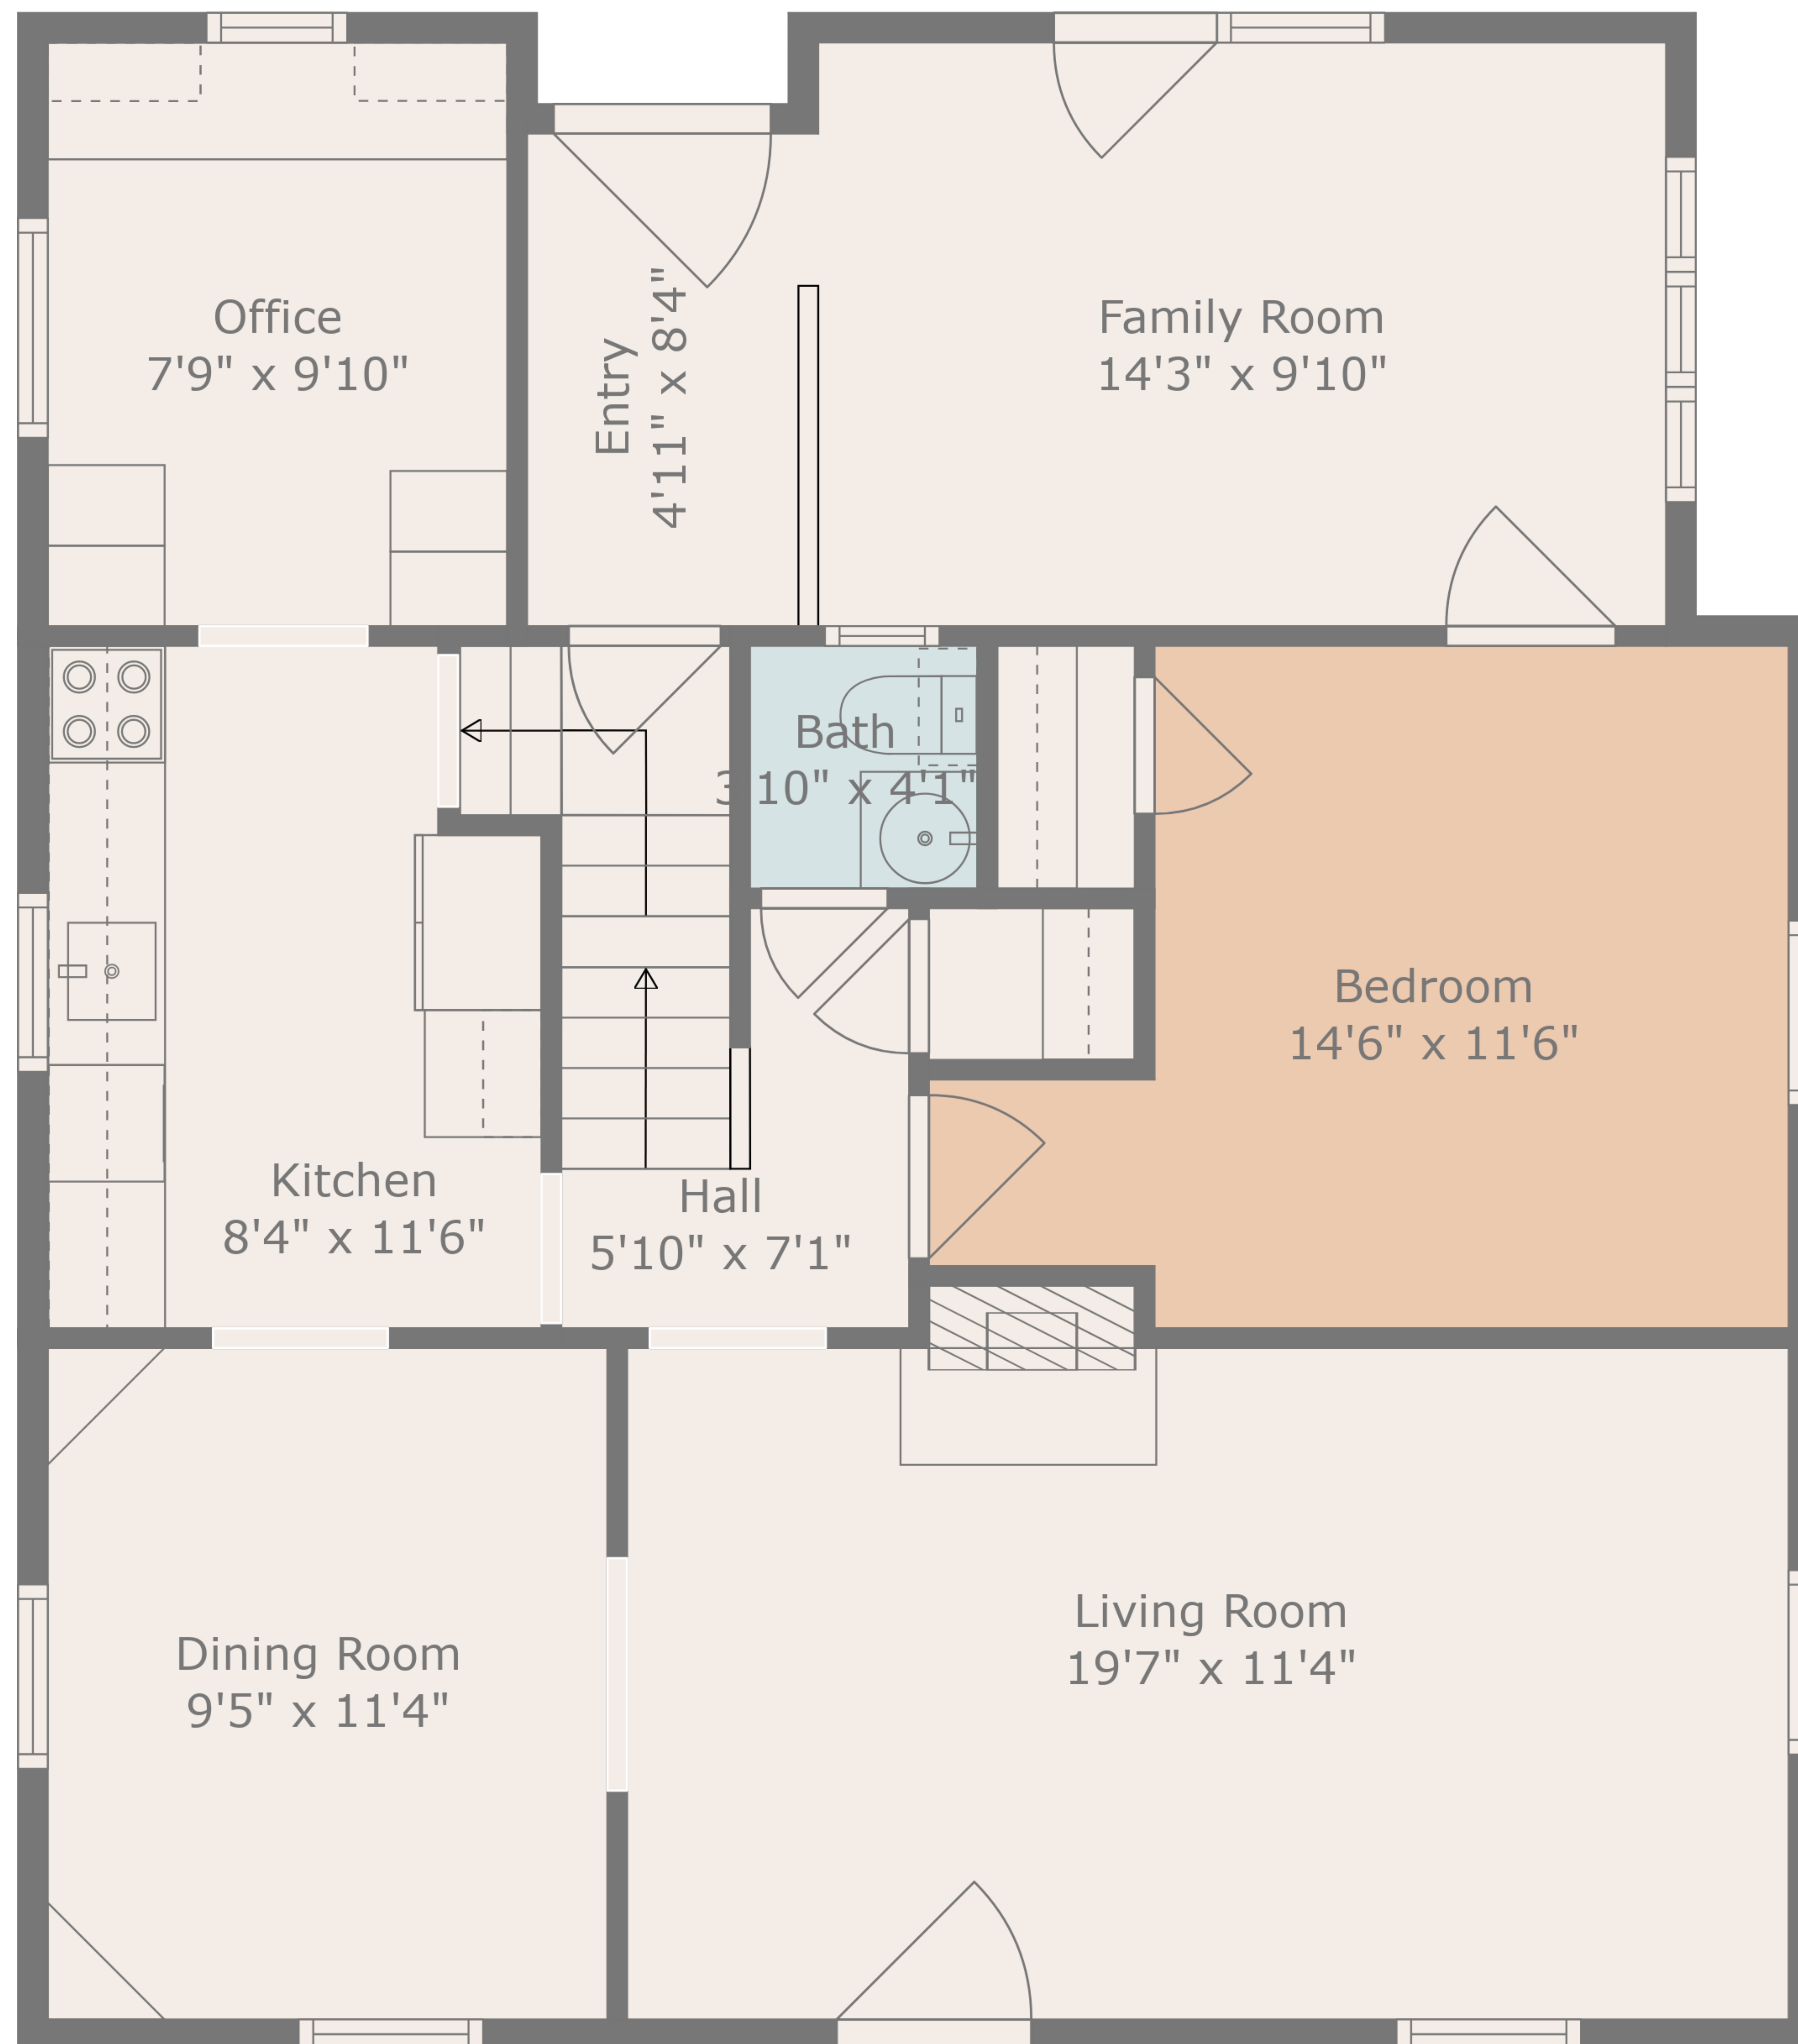 Office
7'9" x 9'10"
Entry
4'11" x 8'4"
Family Room
14'3" x 9'10"
Bath
3'10" x 4'1"
Bedroom
14'6" x 11'6"
Kitchen
8'4" x 11'6"
Hall
5'10" x 7'1"
Living Room
19'7" x 11'4"
Dining Room
9'5" x 11'4"